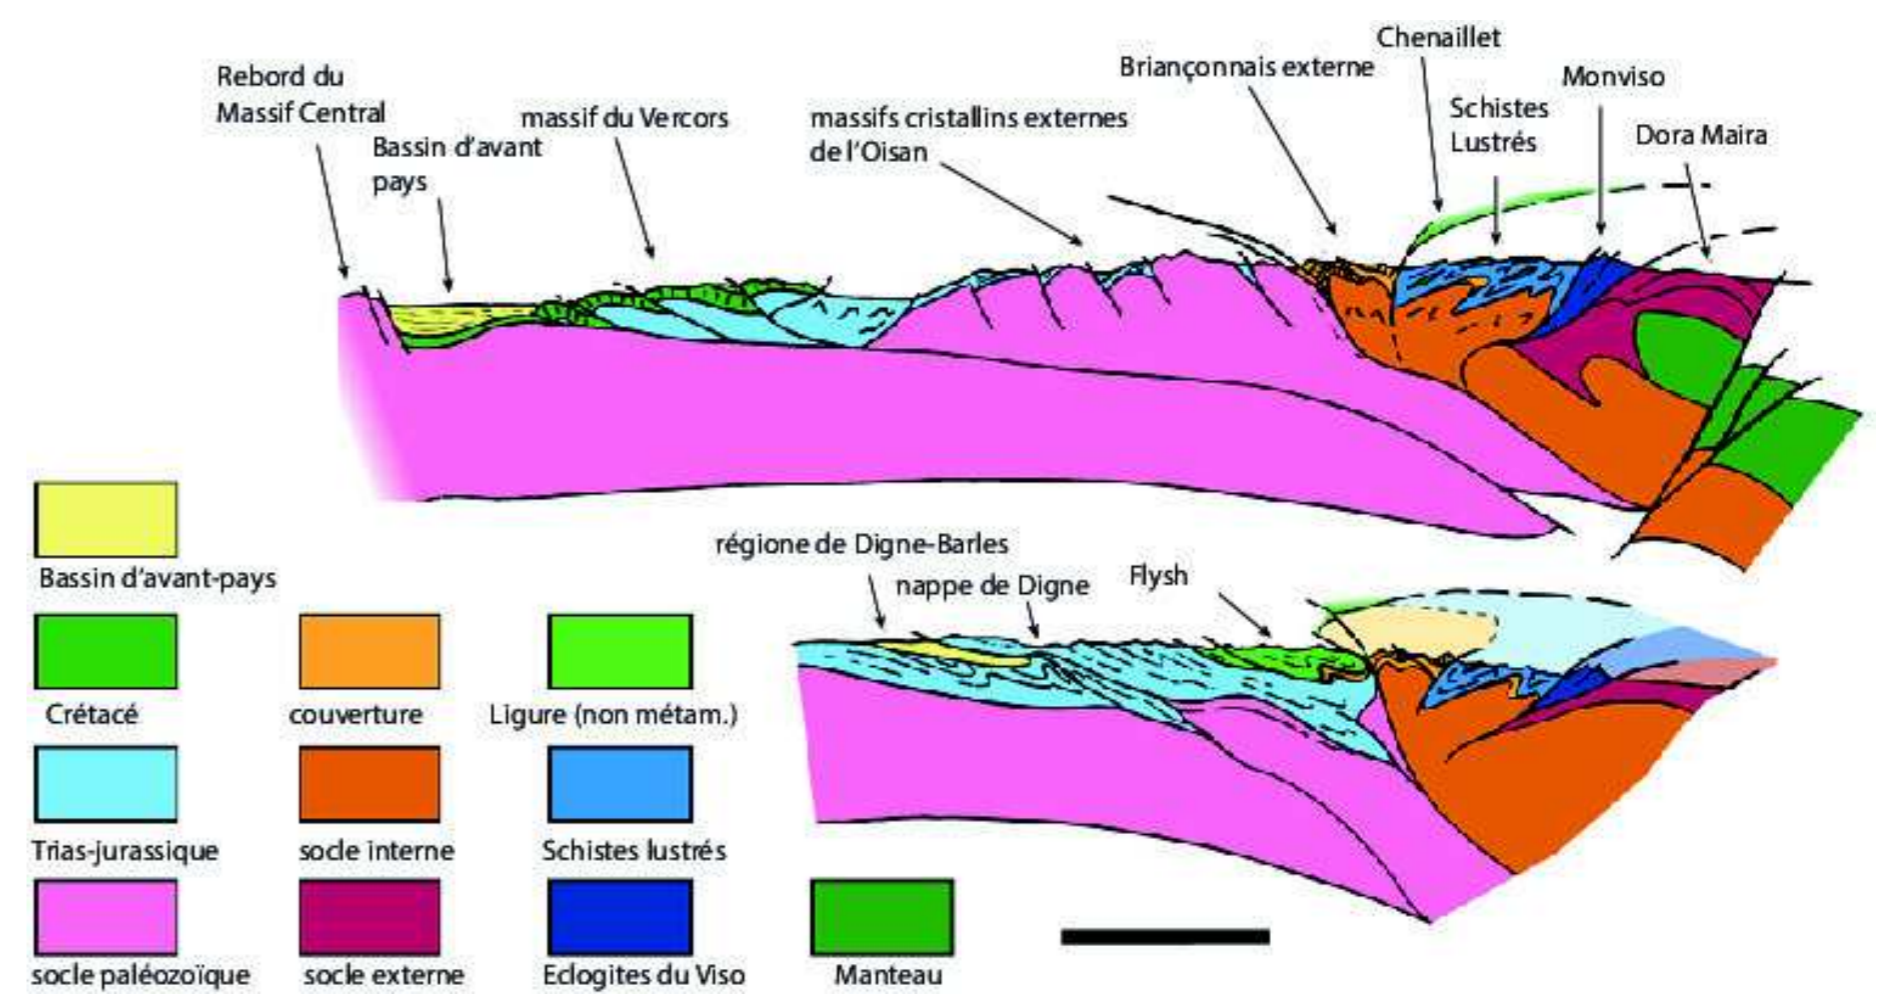 Rebord du
Massif Central
Bassin d'avant
pays
massif du Vercors
massifs cristallins externes
de l'Oisan
Briançonnais externe
Chenaillet
Schistes
Lustrés
Monviso
Dora Maira
régione de Digne-Barles
nappe de Digne
Flysh
Bassin d'avant-pays
Crétacé
couverture
Ligure (non métam.)
Trias-jurassique
socle interne
Schistes lustrés
socle paléozoïque
socle externe
Eclogites du Viso
Manteau